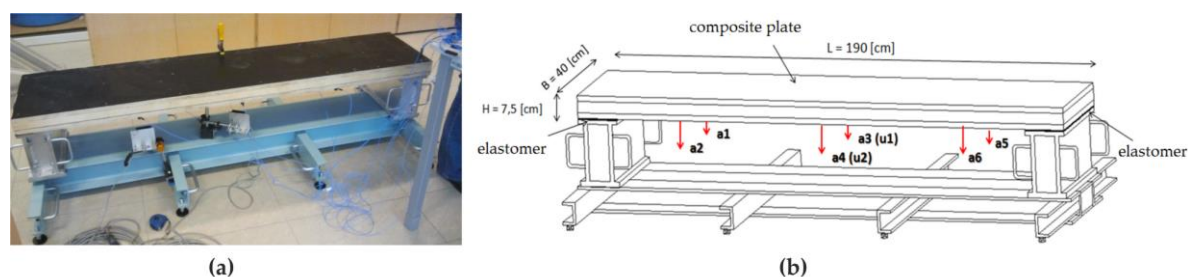 composite plate
L = 190 [cm]
B = 40 [cm]
H = 7,5 [cm]
elastomer
a2
a1
a4 (u2)
a3 (u1)
a6
a5
elastomer
(a)
(b)